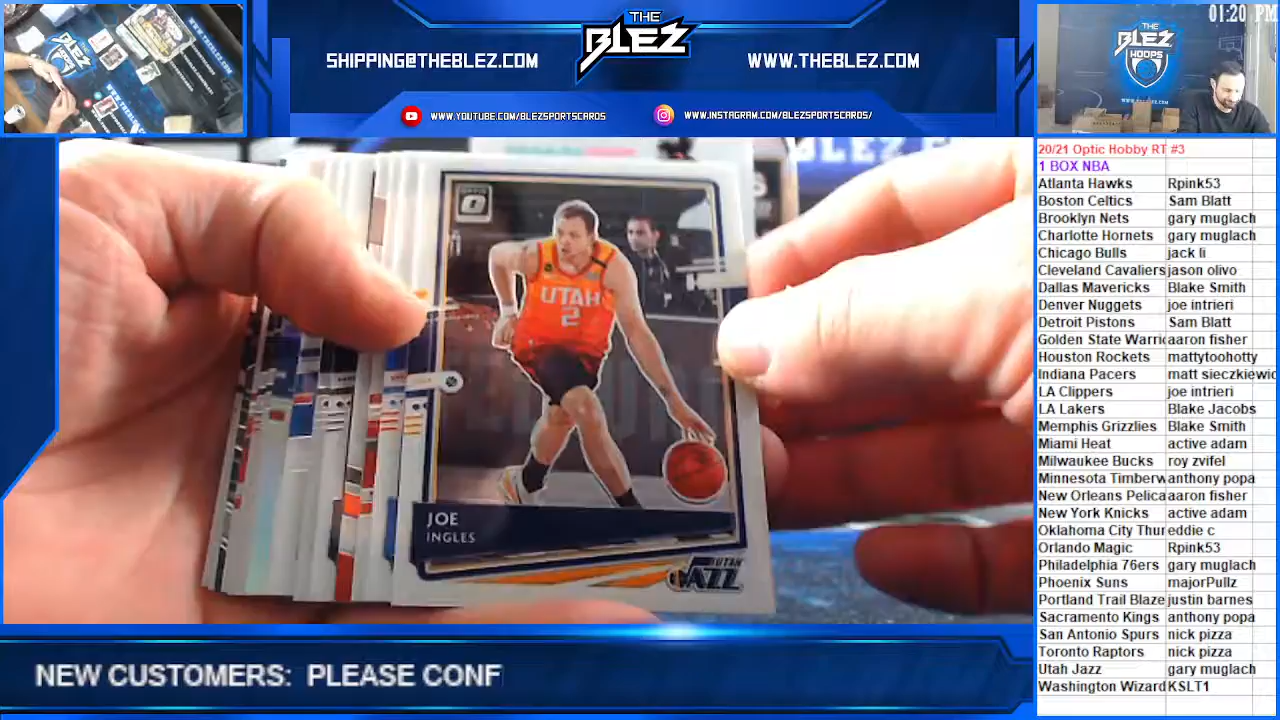 01:20 PM
THE
BLEZ
SHIPPING@THEBLEZ.COM
WWW.THEBLEZ.COM
WWW.YOUTUBE.COM/BLEZSPORTSCARDS
WWW.INSTAGRAM.COM/BLEZSPORTSCARDS/
THE
BLEZ
HOOPS
20/21 Optic Hobby RT #3
1 BOX NBA
Atlanta Hawks Rpink53
Boston Celtics Sam Blatt
Brooklyn Nets gary muglach
Charlotte Hornets gary muglach
Chicago Bulls jack li
Cleveland Cavaliers jason olivo
Dallas Mavericks Blake Smith
Denver Nuggets joe intrieri
Detroit Pistons Sam Blatt
Golden State Warri aaron fisher
Houston Rockets mattytoohotty
Indiana Pacers matt sieczkiewic
LA Clippers joe intrieri
LA Lakers Blake Jacobs
Memphis Grizzlies Blake Smith
Miami Heat active adam
Milwaukee Bucks roy zvifel
Minnesota Timberw anthony popa
New Orleans Pelica aaron fisher
New York Knicks active adam
Oklahoma City Thur eddie c
Orlando Magic Rpink53
Philadelphia 76ers gary muglach
Phoenix Suns majorPullz
Portland Trail Blaze justin barnes
Sacramento Kings anthony popa
San Antonio Spurs nick pizza
Toronto Raptors nick pizza
Utah Jazz gary muglach
Washington Wizard KSLT1
BLEZ
UTAH
2
JOE
INGLES
UTAH
JAZZ
NEW CUSTOMERS: PLEASE CONF